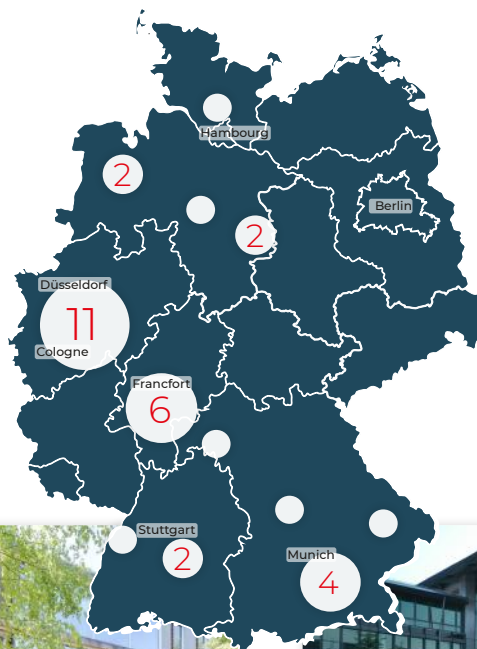 Hambourg
2
Berlin
2
Düsseldorf
11
Cologne
Francfort
6
Stuttgart
2
Munich
4